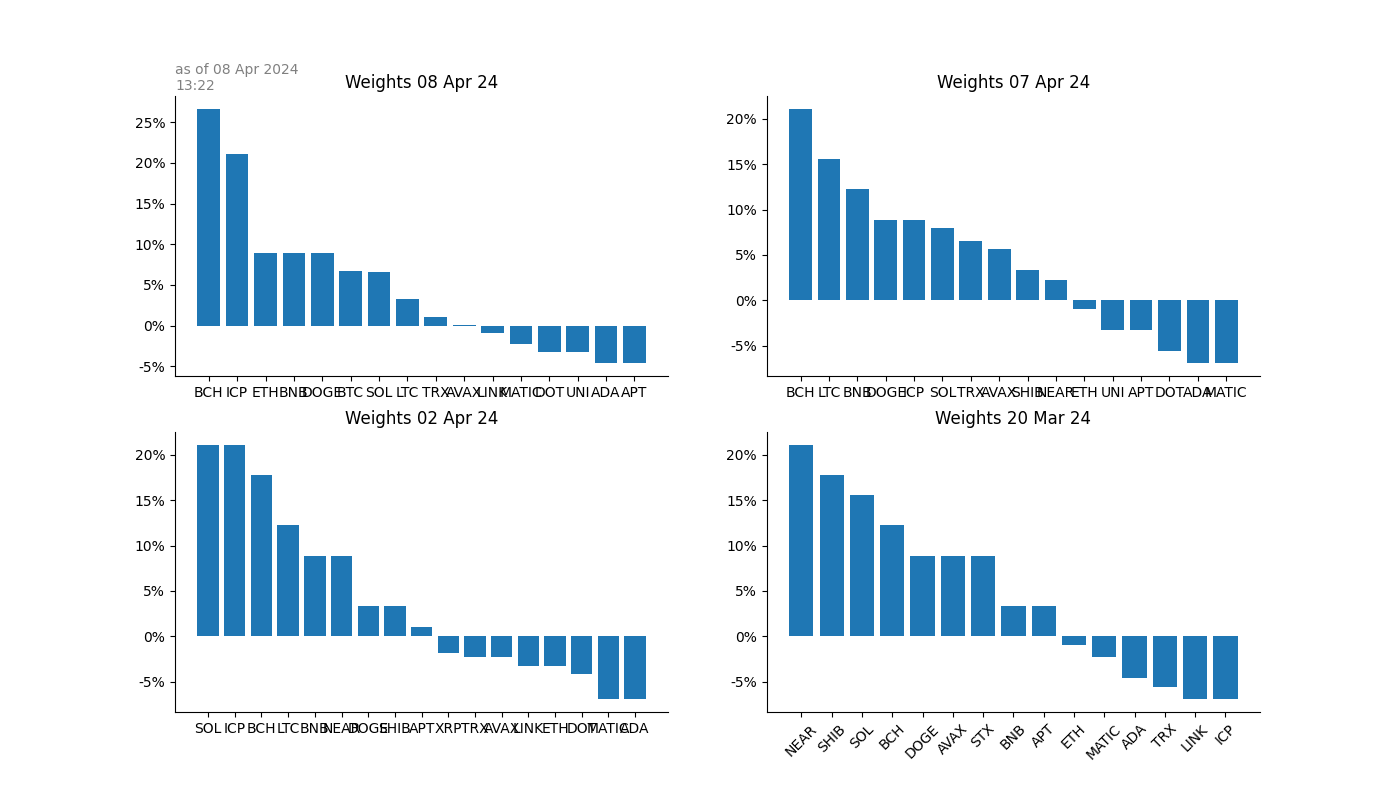 as of 08 Apr 2024
13:22
Weights 08 Apr 24
25%
20%
15%
10%
5%
0%
-5%
BCH ICP ETH BNB DOGE BTC SOL LTC TRX AVAX LINK MATIC DOT UNI ADA APT
Weights 07 Apr 24
20%
15%
10%
5%
0%
-5%
BCH LTC BNB DOGE ICP SOL TRX AVAX SHIB NEAR ETH UNI APT DOT ADA MATIC
Weights 02 Apr 24
20%
15%
10%
5%
0%
-5%
SOL ICP BCH LTC BNB NEAR DOGE SHIB APT XRP TRX AVAX LINK ETH DOT MATIC ADA
Weights 20 Mar 24
20%
15%
10%
5%
0%
-5%
NEAR SHIB SOL BCH DOGE AVAX STX BNB APT ETH MATIC ADA TRX LINK ICP